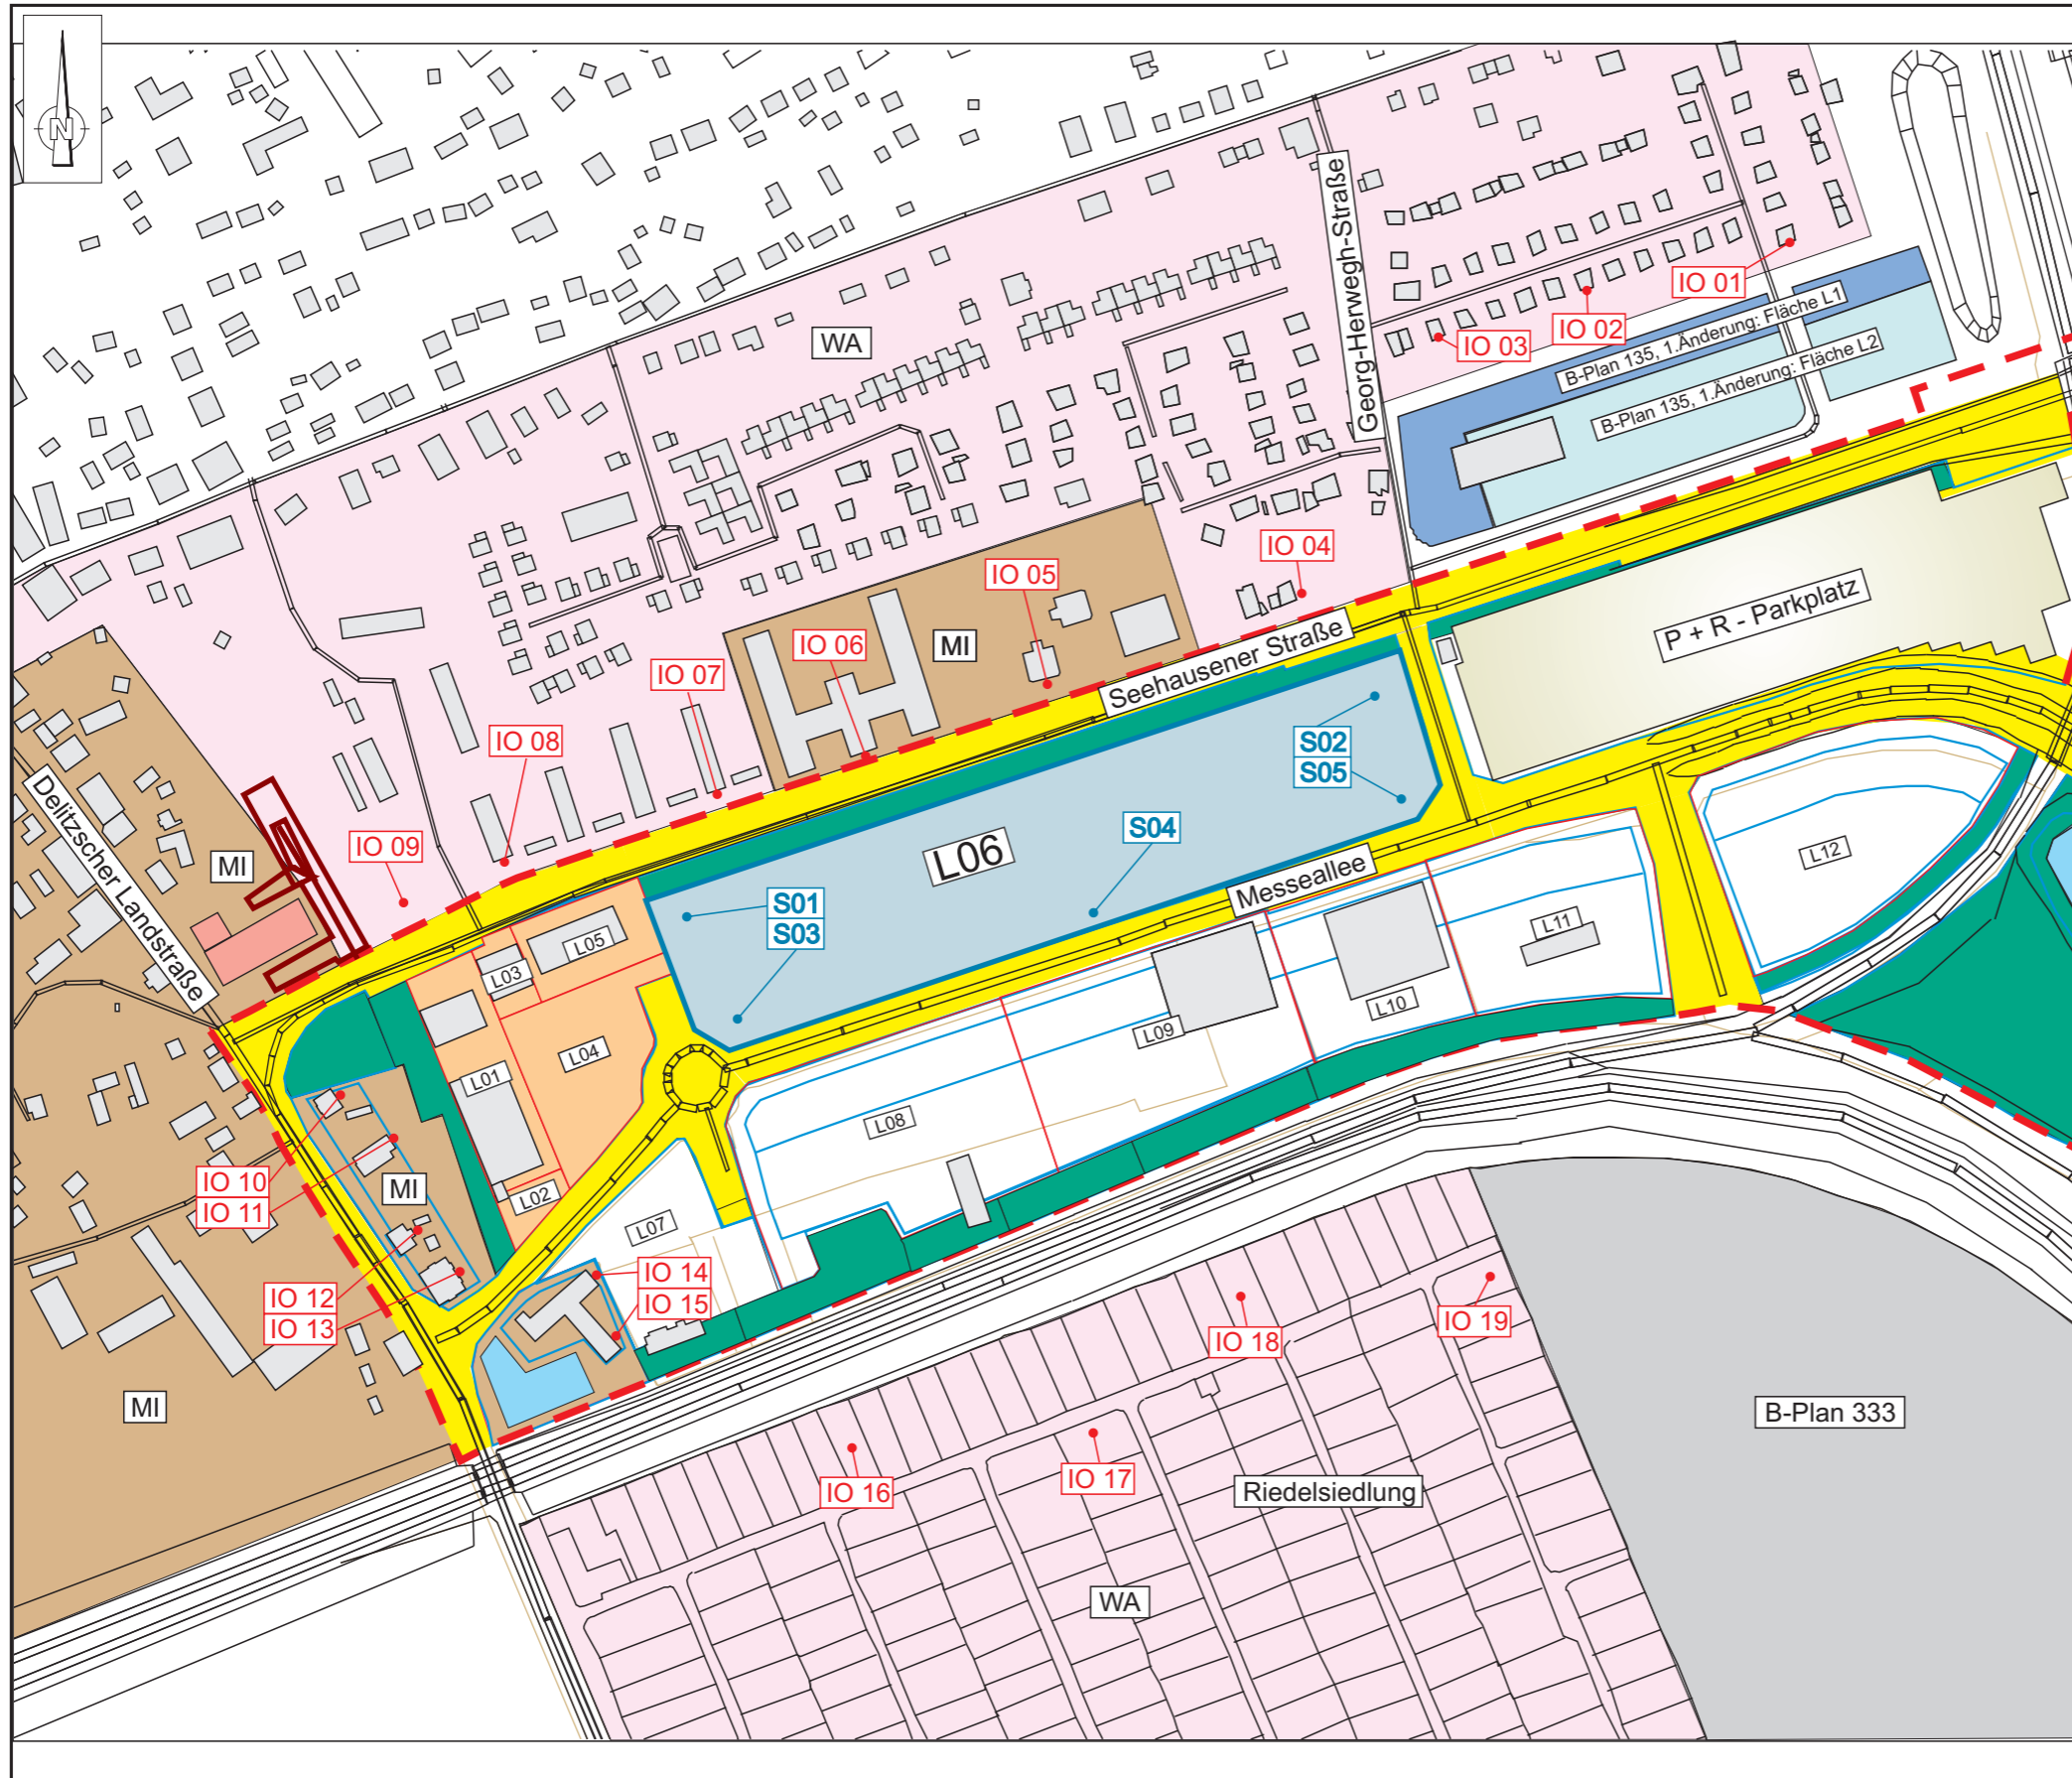 N
Georg-Herwegh-Straße
IO 01
IO 02
IO 03
WA
B-Plan 135, 1.Änderung: Fläche L1
B-Plan 135, 1.Änderung: Fläche L2
IO 04
IO 05
P + R - Parkplatz
IO 06
MI
IO 07
Seehausener Straße
IO 08
S02
S05
Delitzscher Landstraße
IO 09
MI
S04
L06
L12
Messeallee
S01
S03
L11
L05
L03
L10
L09
L04
L01
L08
IO 10
IO 11
MI
L02
L07
IO 12
IO 13
IO 14
IO 15
IO 18
IO 19
MI
B-Plan 333
IO 16
IO 17
Riedelsiedlung
WA